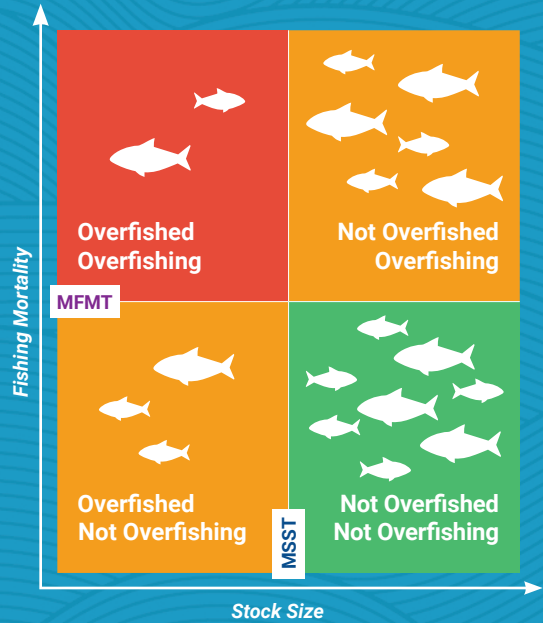 Overfished
Overfishing
Not Overfished
Overfishing
Fishing Mortality
MFMT
Overfished
Not Overfishing
MSST
Not Overfished
Not Overfishing
Stock Size